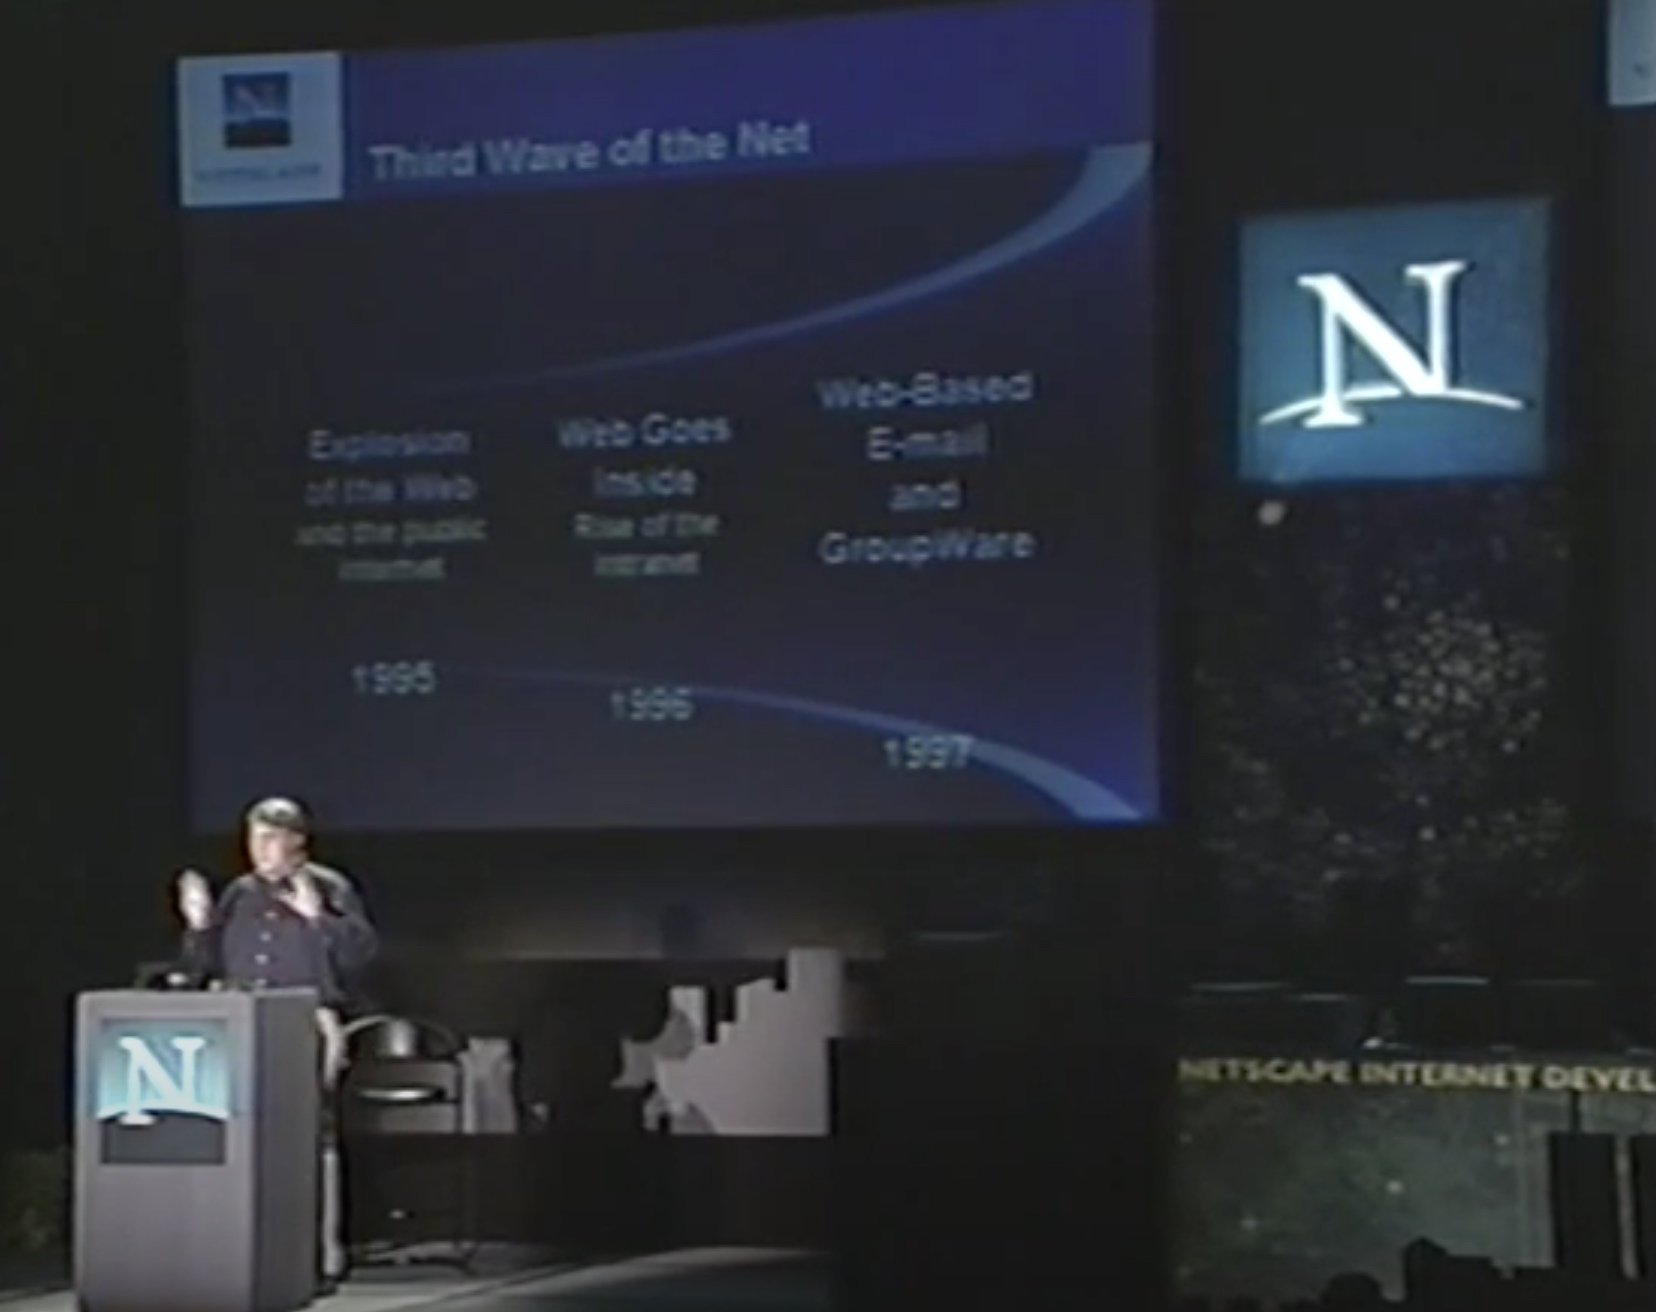 Third Wave of the Net
Explosion
of the Web
and the public
Internet
1995
Web Goes
Inside
Rise of the
Intranet
1996
Web-Based
E-mail
and
GroupWare
1997
N
N
NETSCAPE INTERNET DEVEL